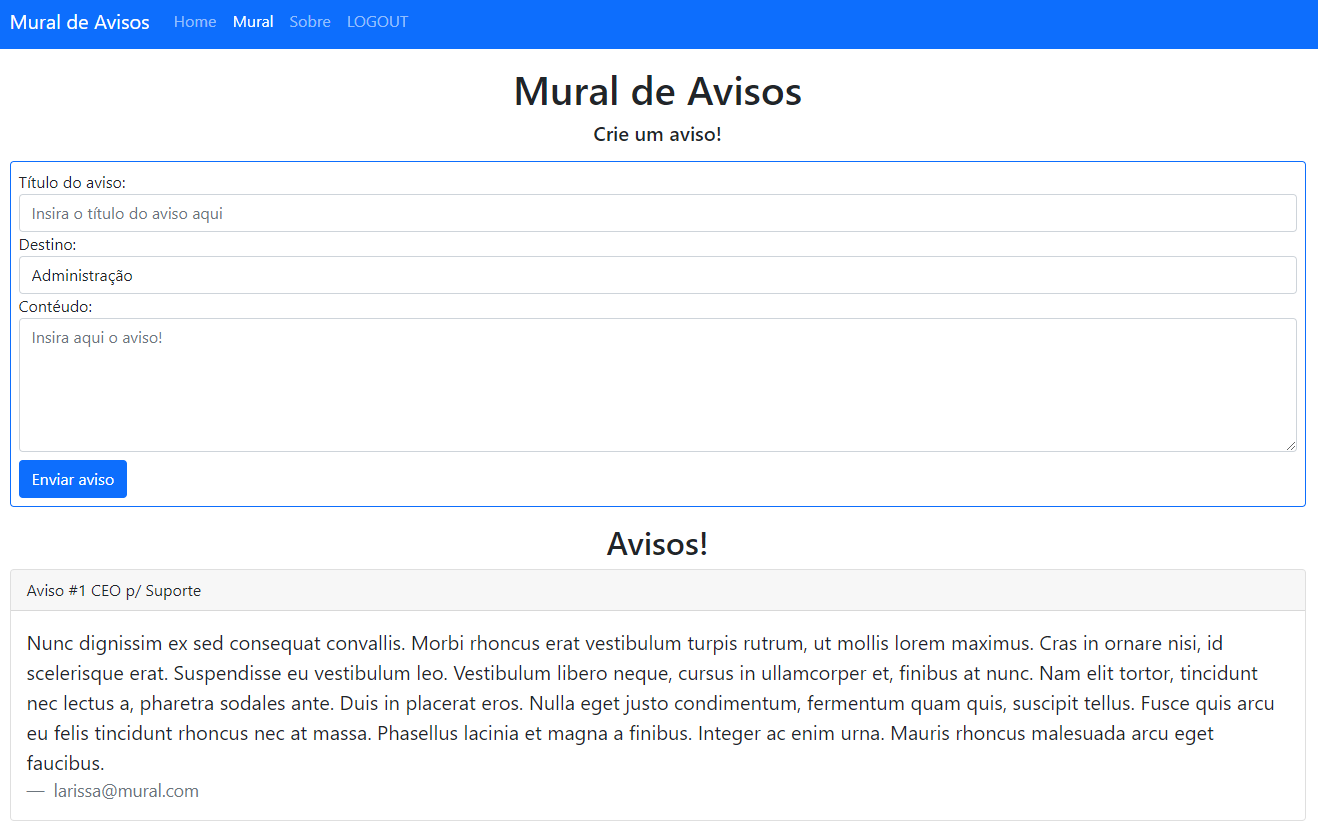 Mural de Avisos Home Mural Sobre LOGOUT
Mural de Avisos
Crie um aviso!
Título do aviso:
Insira o título do aviso aqui
Destino:
Administração
Contéudo:
Insira aqui o aviso!
Enviar aviso
Avisos!
Aviso #1 CEO p/ Suporte
Nunc dignissim ex sed consequat convallis. Morbi rhoncus erat vestibulum turpis rutrum, ut mollis lorem maximus. Cras in ornare nisi, id
scelerisque erat. Suspendisse eu vestibulum leo. Vestibulum libero neque, cursus in ullamcorper et, finibus at nunc. Nam elit tortor, tincidunt
nec lectus a, pharetra sodales ante. Duis in placerat eros. Nulla eget justo condimentum, fermentum quam quis, suscipit tellus. Fusce quis arcu
eu felis tincidunt rhoncus nec at massa. Phasellus lacinia et magna a finibus. Integer ac enim urna. Mauris rhoncus malesuada arcu eget
faucibus.
— larissa@mural.com